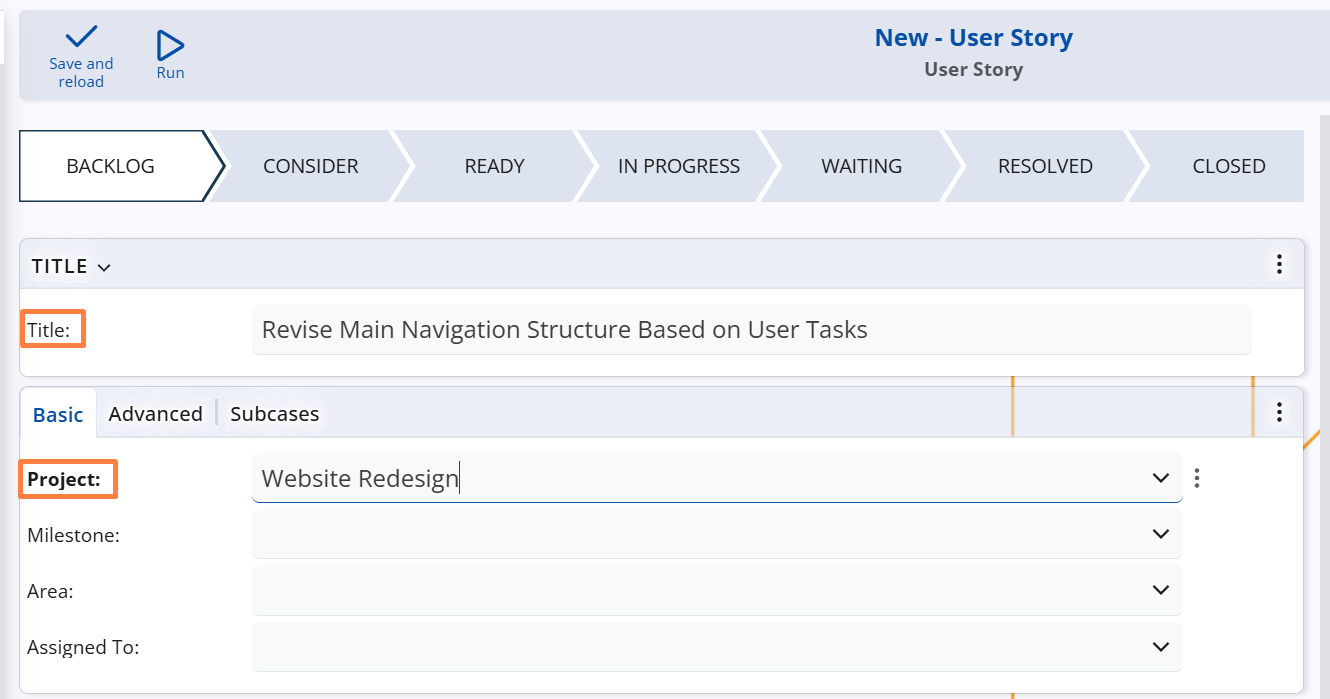 New - User Story
User Story
Save and
reload
Run
BACKLOG
CONSIDER
READY
IN PROGRESS
WAITING
RESOLVED
CLOSED
TITLE
Title:
Revise Main Navigation Structure Based on User Tasks
Basic
Advanced
Subcases
Project:
Website Redesign
Milestone:
Area:
Assigned To: